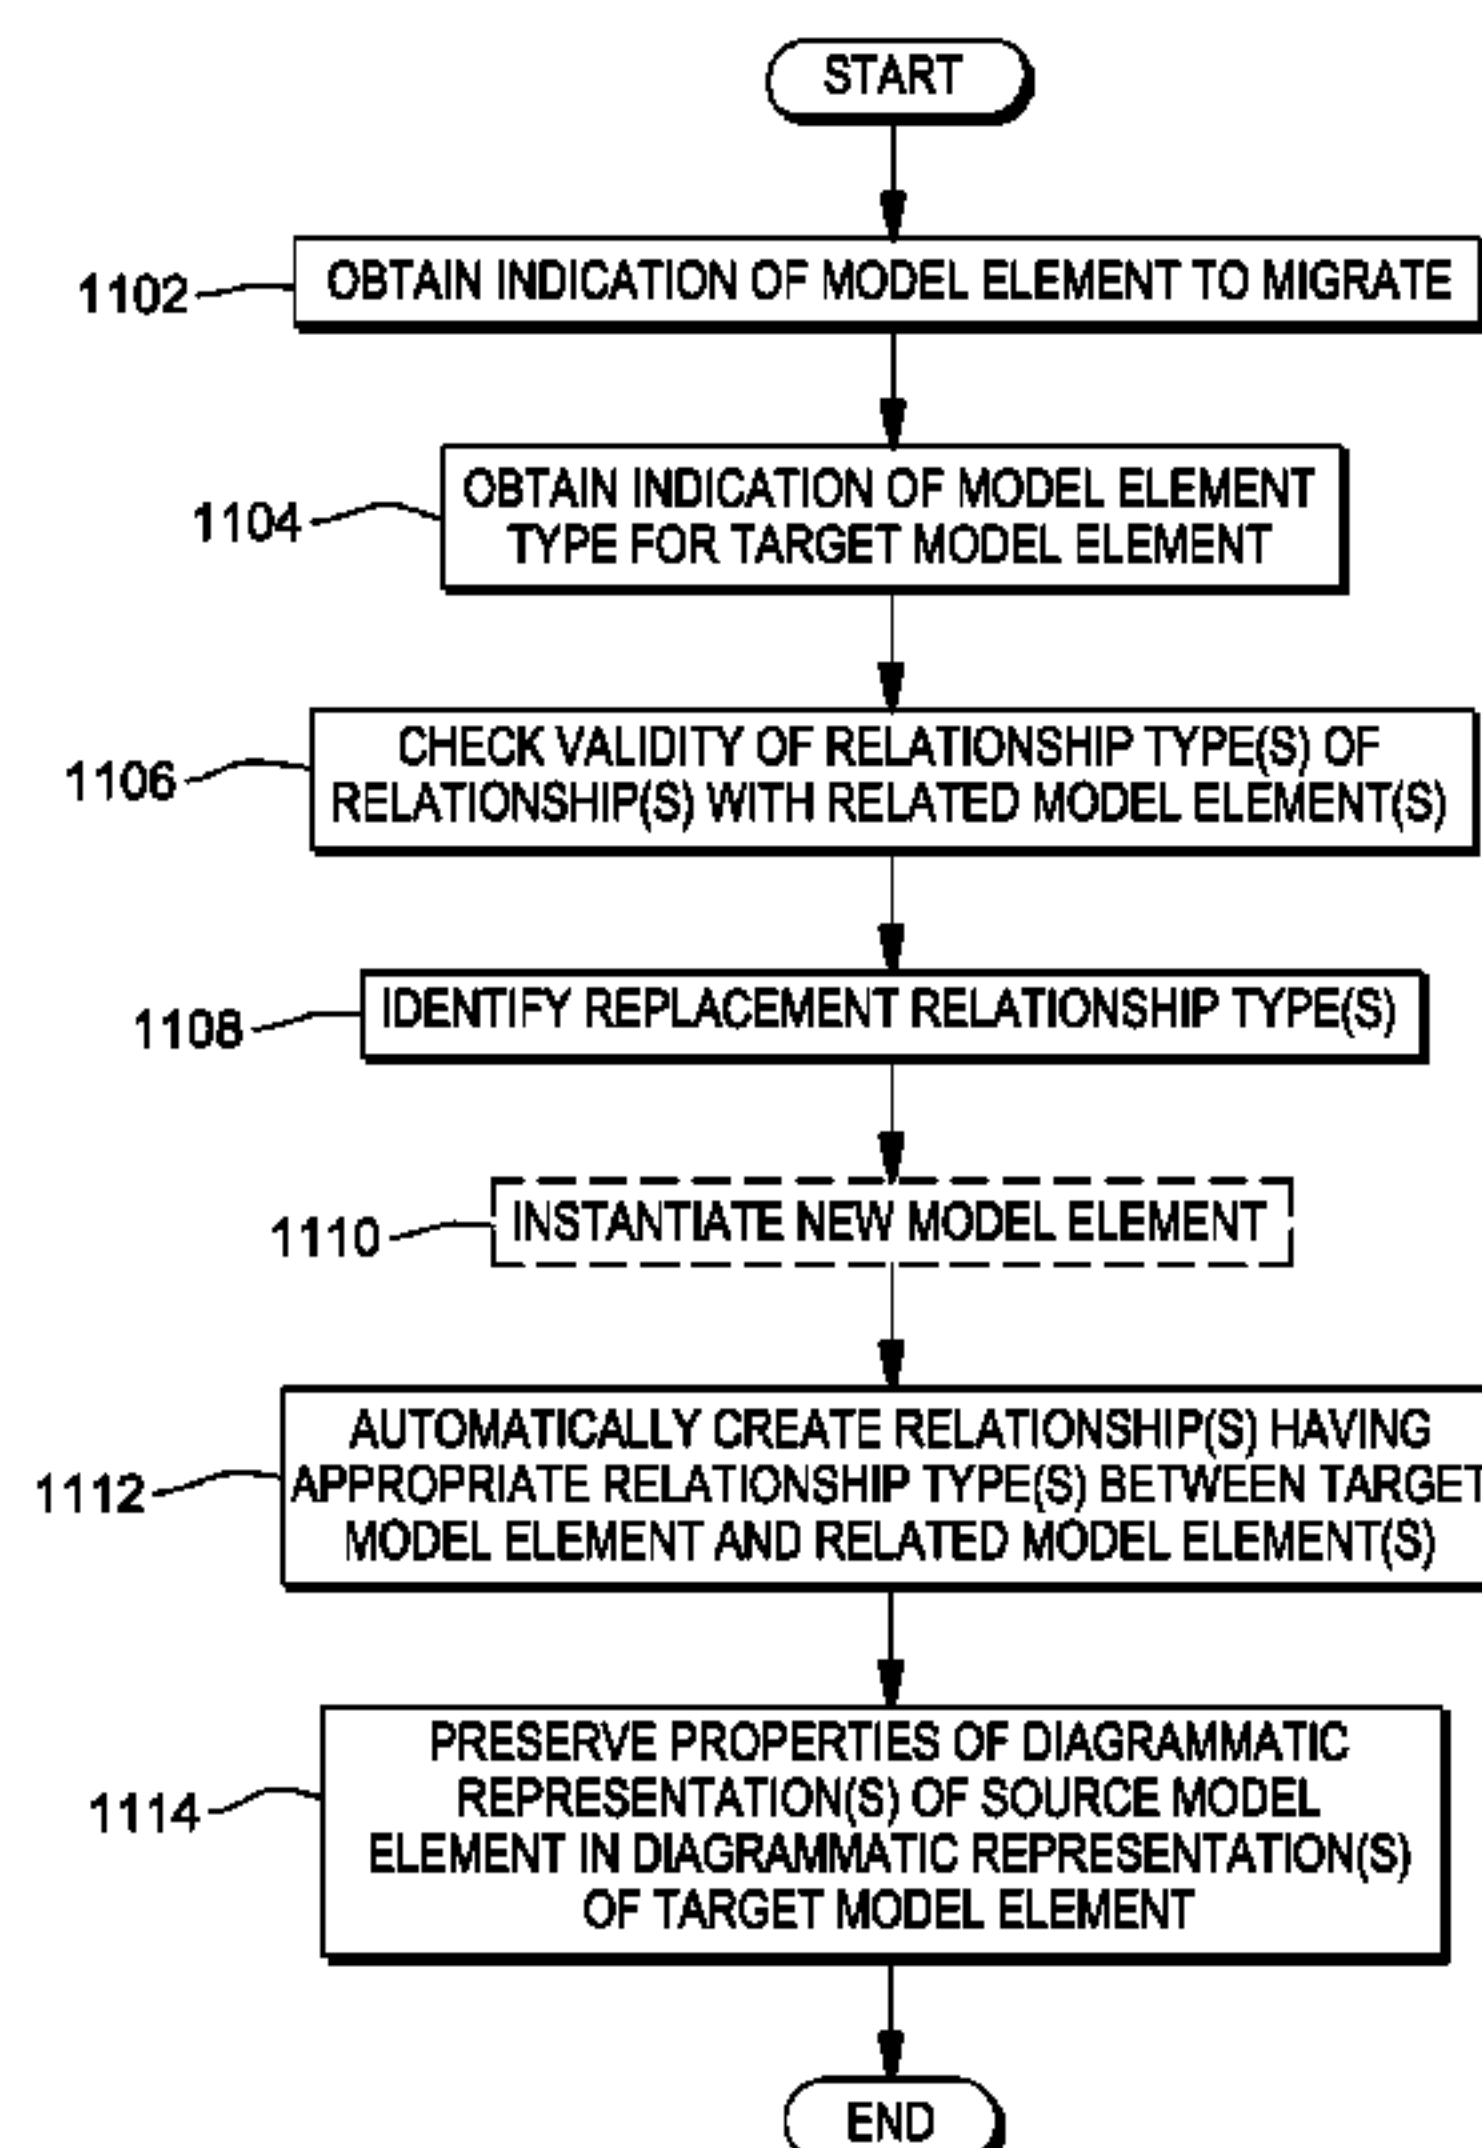 START
1102
OBTAIN INDICATION OF MODEL ELEMENT TO MIGRATE
1104
OBTAIN INDICATION OF MODEL ELEMENT
TYPE FOR TARGET MODEL ELEMENT
1106
CHECK VALIDITY OF RELATIONSHIP TYPE(S) OF
RELATIONSHIP(S) WITH RELATED MODEL ELEMENT(S)
1108
IDENTIFY REPLACEMENT RELATIONSHIP TYPE(S)
1110
INSTANTIATE NEW MODEL ELEMENT
1112
AUTOMATICALLY CREATE RELATIONSHIP(S) HAVING
APPROPRIATE RELATIONSHIP TYPE(S) BETWEEN TARGET
MODEL ELEMENT AND RELATED MODEL ELEMENT(S)
1114
PRESERVE PROPERTIES OF DIAGRAMMATIC
REPRESENTATION(S) OF SOURCE MODEL
ELEMENT IN DIAGRAMMATIC REPRESENTATION(S)
OF TARGET MODEL ELEMENT
END